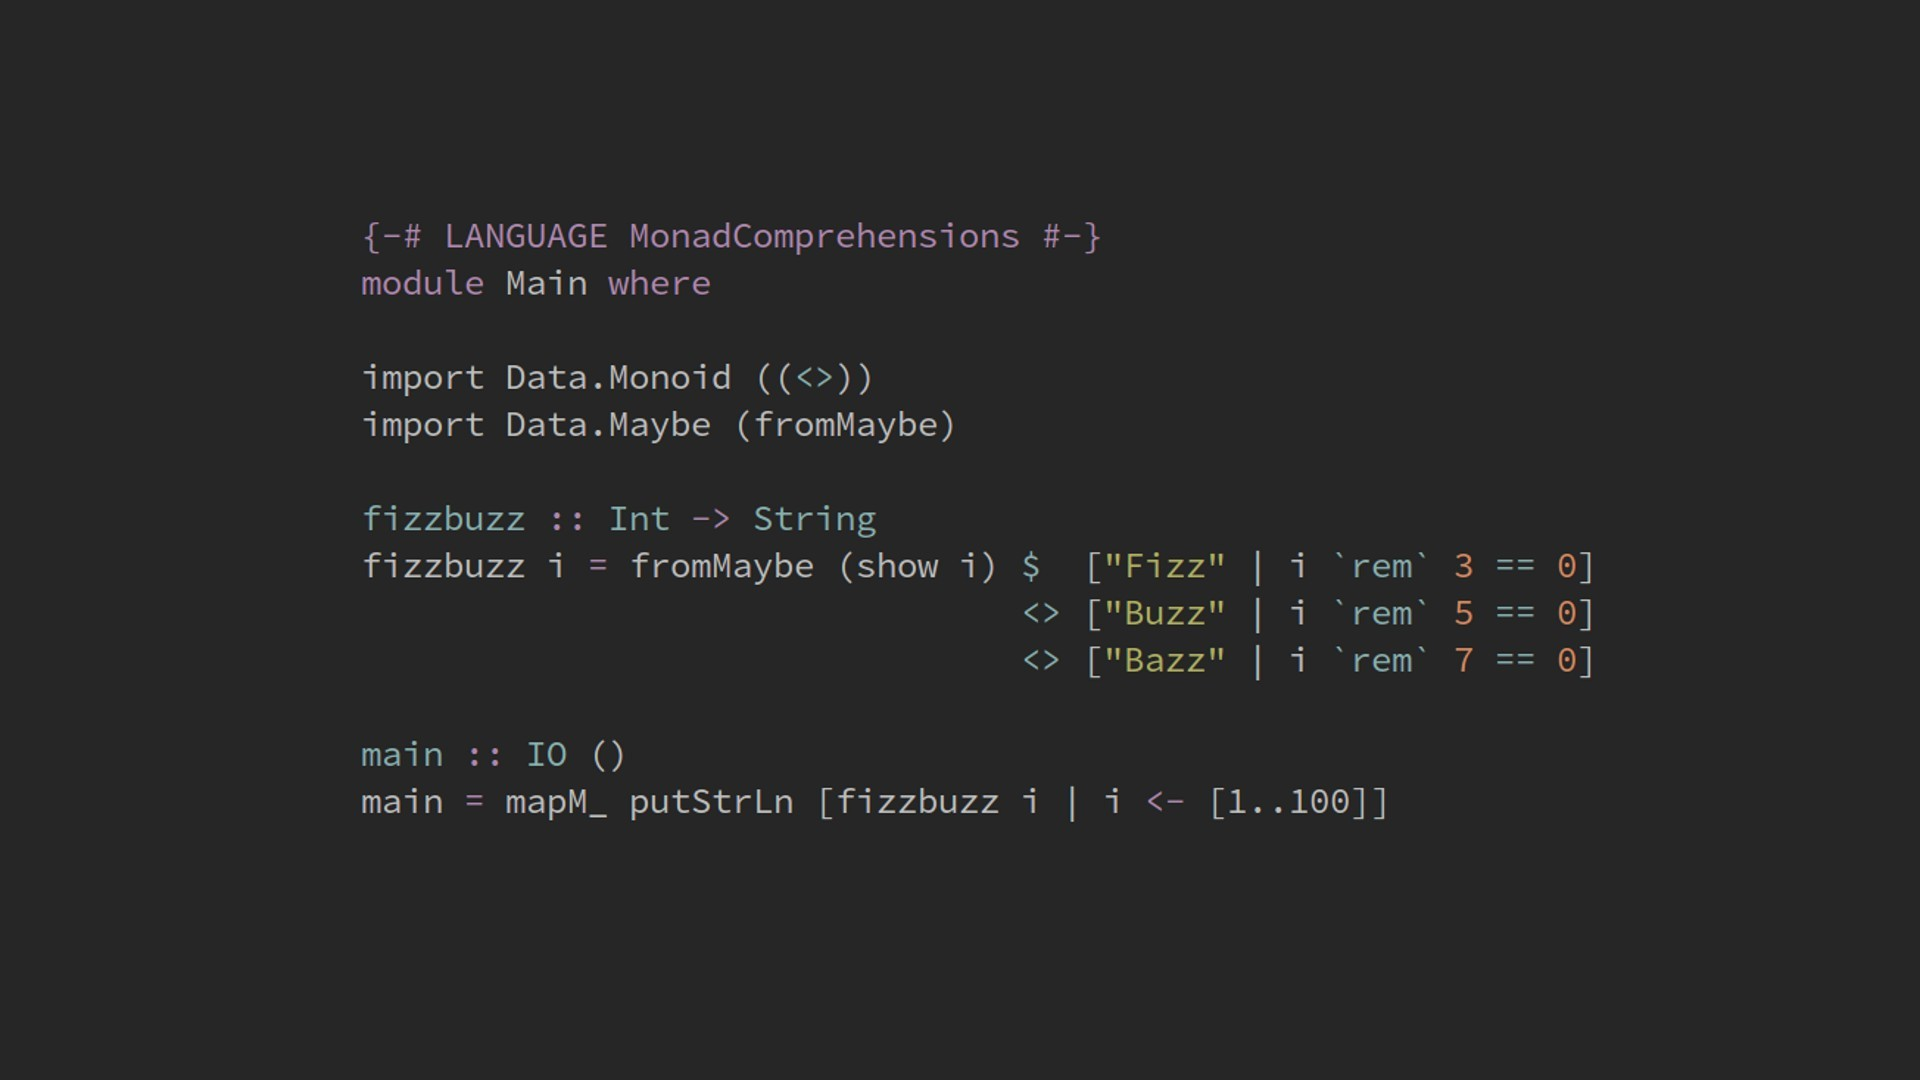 {-# LANGUAGE MonadComprehensions #-}
module Main where
import Data.Monoid ((<>))
import Data.Maybe (fromMaybe)
fizzbuzz :: Int -> String
fizzbuzz i = fromMaybe (show i) $  ["Fizz" | i `rem` 3 == 0]
                                <> ["Buzz" | i `rem` 5 == 0]
                                <> ["Bazz" | i `rem` 7 == 0]
main :: IO ()
main = mapM_ putStrLn [fizzbuzz i | i <- [1..100]]